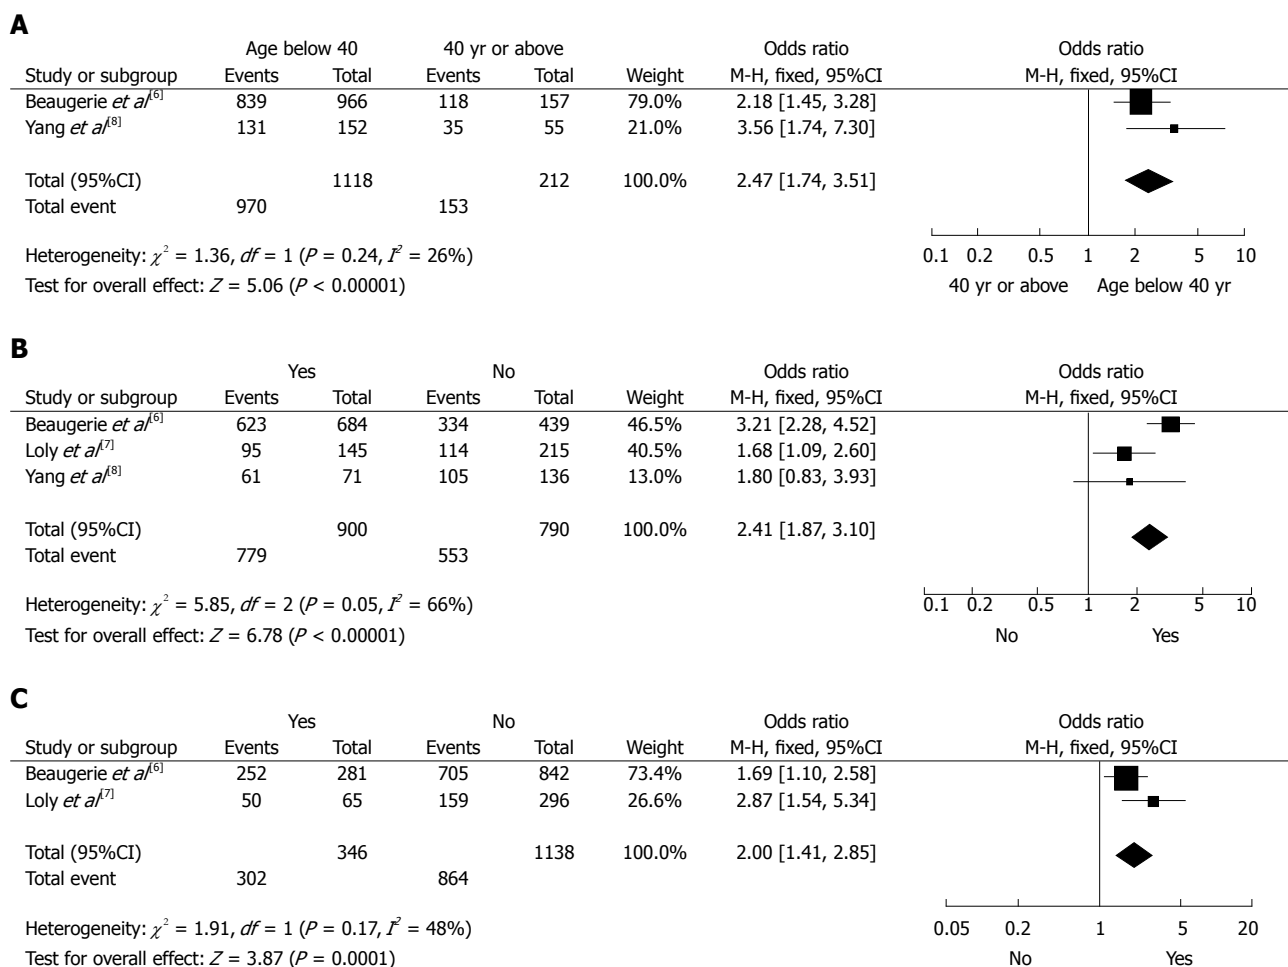 A
Age below 40 40 yr or above Odds ratio Odds ratio
Study or subgroup Events Total Events Total Weight M-H, fixed, 95%CI M-H, fixed, 95%CI
Beaugerie et al[6] 839 966 118 157 79.0% 2.18 [1.45, 3.28]
Yang et al[8] 131 152 35 55 21.0% 3.56 [1.74, 7.30]
Total (95%CI) 1118 212 100.0% 2.47 [1.74, 3.51]
Total event 970 153
Heterogeneity: χ² = 1.36, df = 1 (P = 0.24, I² = 26%)
0.1 0.2 0.5 1 2 5 10
Test for overall effect: Z = 5.06 (P < 0.00001)
40 yr or above Age below 40 yr
B
Yes No Odds ratio Odds ratio
Study or subgroup Events Total Events Total Weight M-H, fixed, 95%CI M-H, fixed, 95%CI
Beaugerie et al[6] 623 684 334 439 46.5% 3.21 [2.28, 4.52]
Loly et al[7] 95 145 114 215 40.5% 1.68 [1.09, 2.60]
Yang et al[8] 61 71 105 136 13.0% 1.80 [0.83, 3.93]
Total (95%CI) 900 790 100.0% 2.41 [1.87, 3.10]
Total event 779 553
Heterogeneity: χ² = 5.85, df = 2 (P = 0.05, I² = 66%)
0.1 0.2 0.5 1 2 5 10
Test for overall effect: Z = 6.78 (P < 0.00001)
No Yes
C
Yes No Odds ratio Odds ratio
Study or subgroup Events Total Events Total Weight M-H, fixed, 95%CI M-H, fixed, 95%CI
Beaugerie et al[6] 252 281 705 842 73.4% 1.69 [1.10, 2.58]
Loly et al[7] 50 65 159 296 26.6% 2.87 [1.54, 5.34]
Total (95%CI) 346 1138 100.0% 2.00 [1.41, 2.85]
Total event 302 864
Heterogeneity: χ² = 1.91, df = 1 (P = 0.17, I² = 48%)
0.05 0.2 1 5 20
Test for overall effect: Z = 3.87 (P = 0.0001)
No Yes